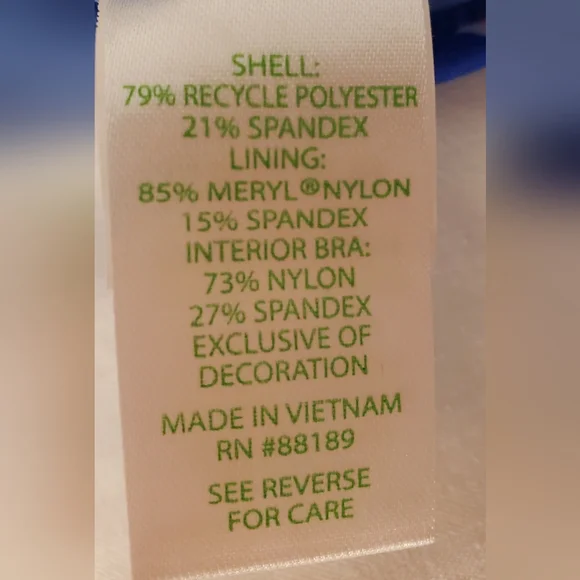 SHELL:
79% RECYCLE POLYESTER
21% SPANDEX
LINING:
85% MERYL®NYLON
15% SPANDEX
INTERIOR BRA:
73% NYLON
27% SPANDEX
EXCLUSIVE OF
DECORATION
MADE IN VIETNAM
RN #88189
SEE REVERSE
FOR CARE